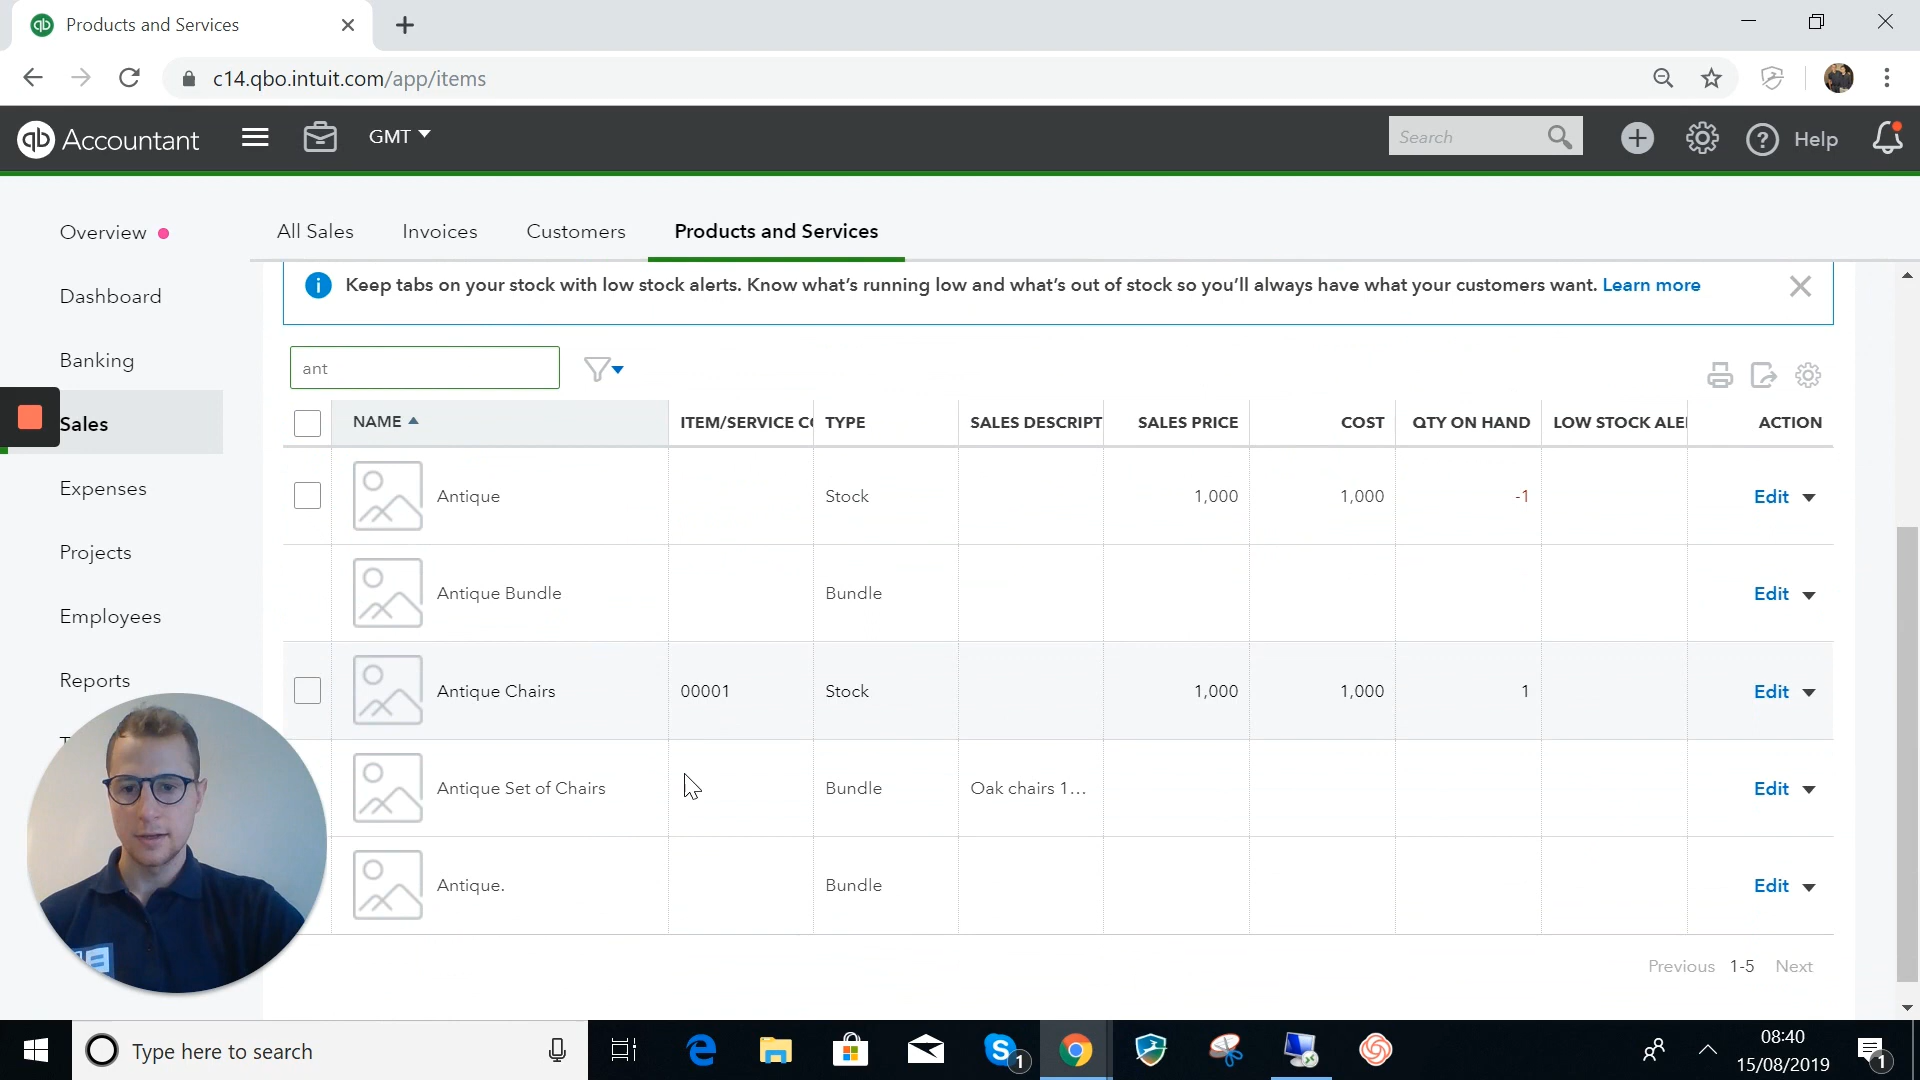 Products and Services
c14.qbo.intuit.com/app/items
qb Accountant GMT Search Help
Overview
Dashboard
Banking
Sales
Expenses
Projects
Employees
Reports
All Sales Invoices Customers Products and Services
Keep tabs on your stock with low stock alerts. Know what's running low and what's out of stock so you'll always have what your customers want. Learn more
ant
NAME ITEM/SERVICE CO TYPE SALES DESCRIPT SALES PRICE COST QTY ON HAND LOW STOCK ALE ACTION
Antique Stock 1,000 1,000 -1 Edit
Antique Bundle Bundle Edit
Antique Chairs 00001 Stock 1,000 1,000 1 Edit
Antique Set of Chairs Bundle Oak chairs 1... Edit
Antique. Bundle Edit
Previous 1-5 Next
Type here to search
1
08:40
15/08/2019
1